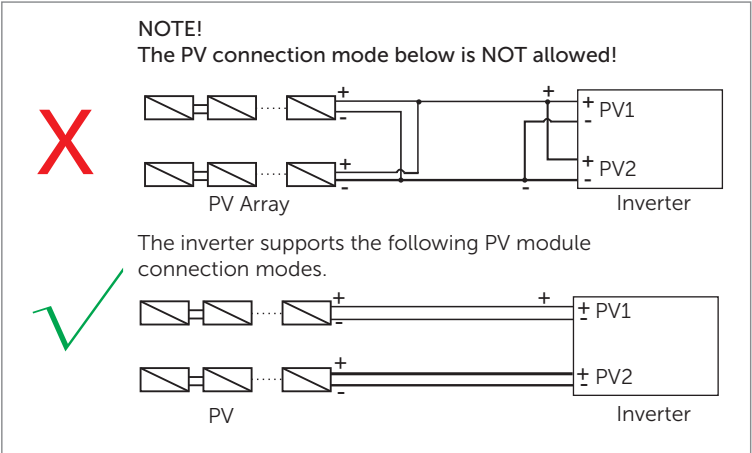 NOTE!
The PV connection mode below is NOT allowed!
X
+ +
+ PV1
-
-
+
+ PV2
- - -
PV Array Inverter
The inverter supports the following PV module
connection modes.
+ +
+ PV1
- -
+
+ PV2
- -
PV Inverter